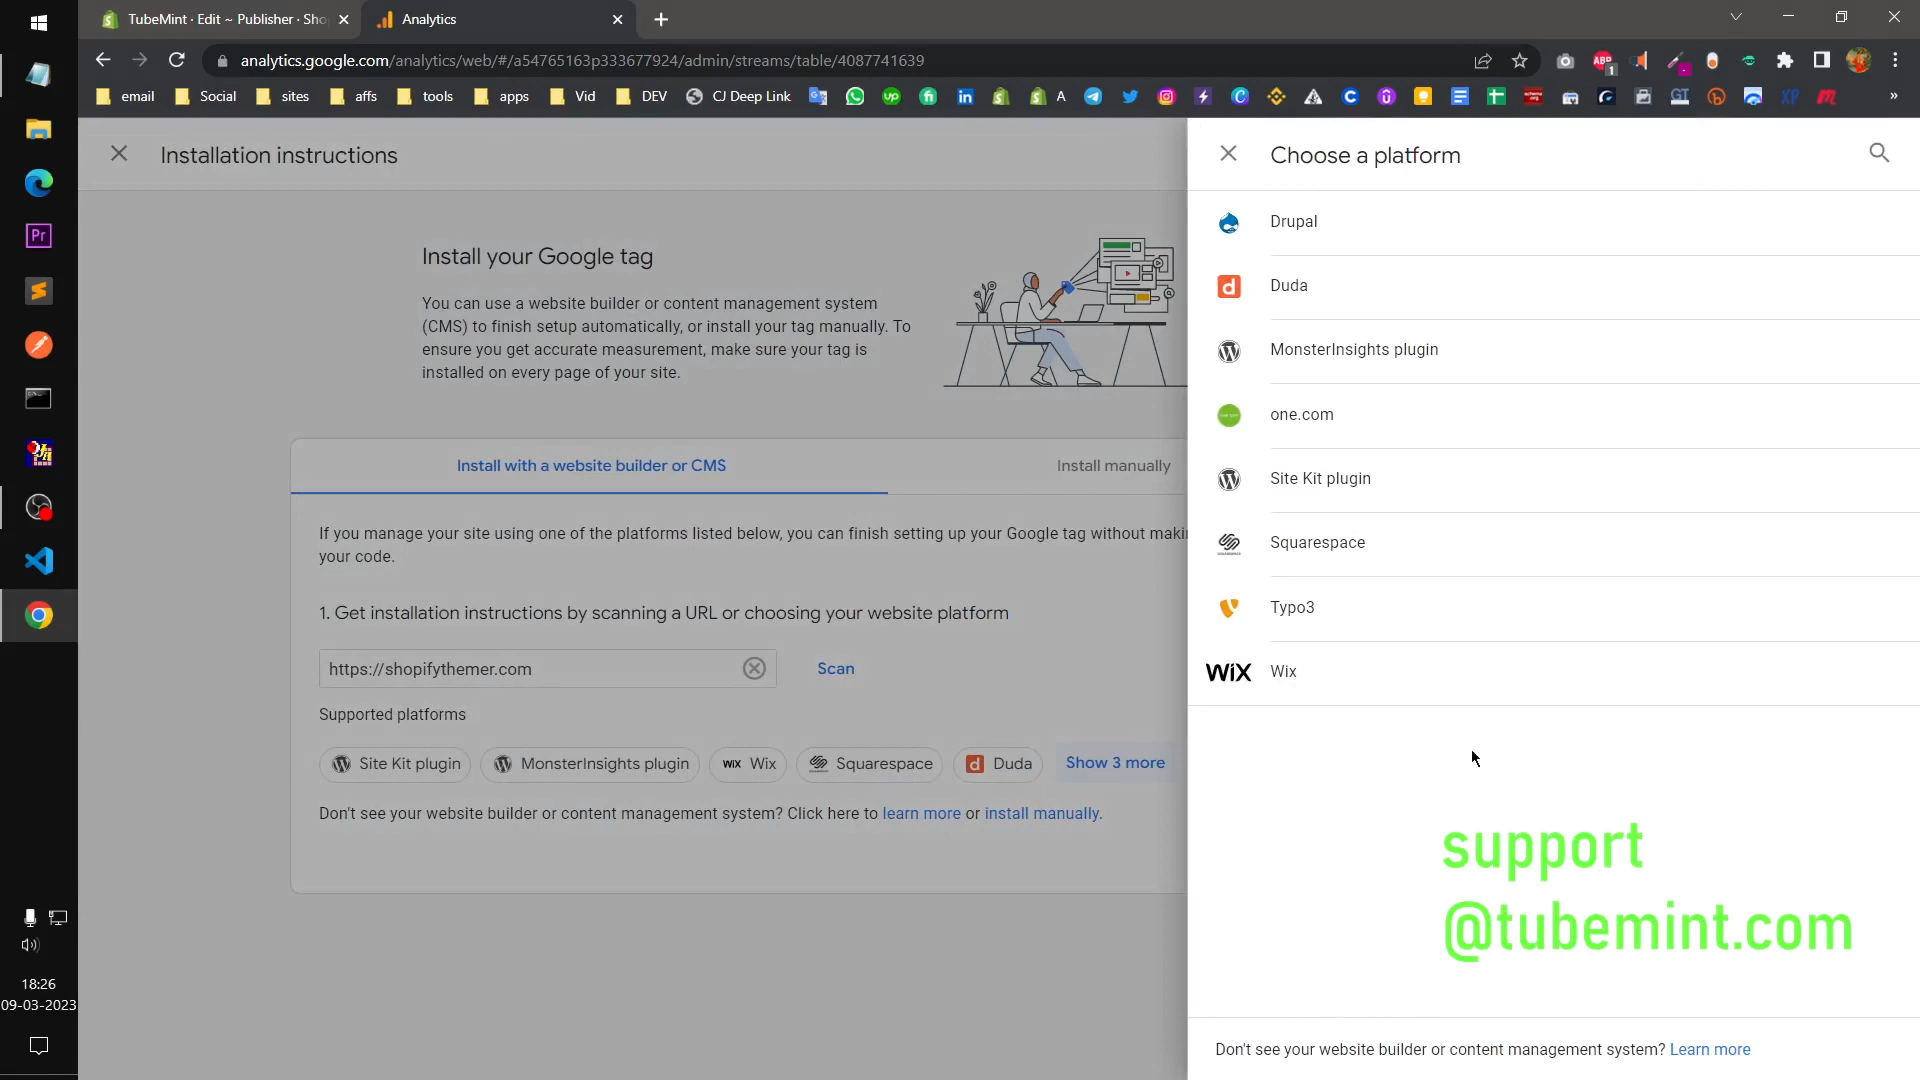 TubeMint · Edit ~ Publisher · Sho
Analytics
analytics.google.com/analytics/web/#/a54765163p333677924/admin/streams/table/4087741639
email
Social
sites
affs
tools
apps
Vid
DEV
CJ Deep Link
A
Installation instructions
Install your Google tag
You can use a website builder or content management system
(CMS) to finish setup automatically, or install your tag manually. To
ensure you get accurate measurement, make sure your tag is
installed on every page of your site.
Install with a website builder or CMS
Install manually
If you manage your site using one of the platforms listed below, you can finish setting up your Google tag without maki
your code.
1. Get installation instructions by scanning a URL or choosing your website platform
https://shopifythemer.com
Scan
Supported platforms
Site Kit plugin
MonsterInsights plugin
WiX Wix
Squarespace
Duda
Show 3 more
Don't see your website builder or content management system? Click here to learn more or install manually.
Choose a platform
Drupal
Duda
MonsterInsights plugin
one.com
Site Kit plugin
Squarespace
Typo3
WiX Wix
support
@tubemint.com
Don't see your website builder or content management system? Learn more
18:26
09-03-2023